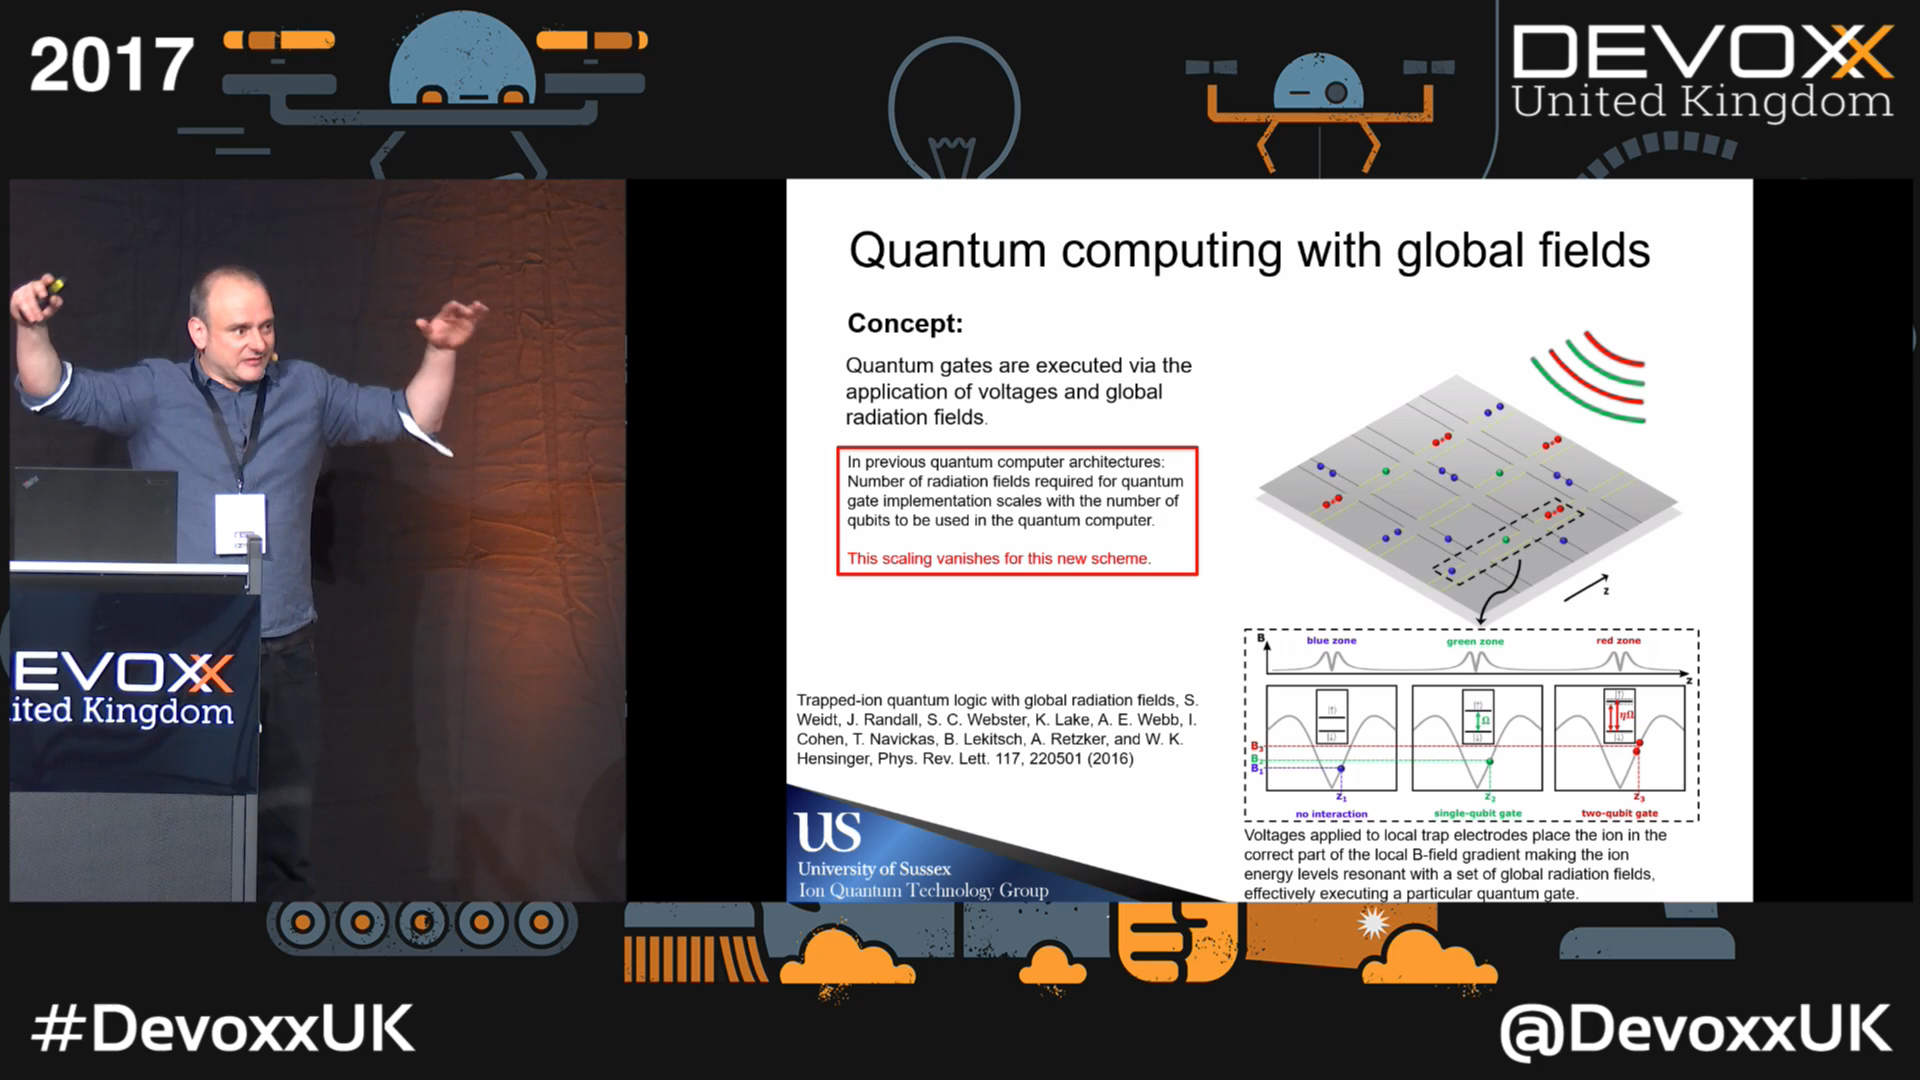 2017
DEVOXX
United Kingdom
Quantum computing with global fields
Concept:
Quantum gates are executed via the
application of voltages and global
radiation fields.
In previous quantum computer architectures:
Number of radiation fields required for quantum
gate implementation scales with the number of
qubits to be used in the quantum computer.
This scaling vanishes for this new scheme.
z
B
blue zone
green zone
red zone
z
|↑⟩
|↓⟩
|↑⟩
Ω
|↓⟩
|↑⟩
ηΩ
|↓⟩
B₃
B₂
B₁
z₁
z₂
z₃
no interaction
single-qubit gate
two-qubit gate
Trapped-ion quantum logic with global radiation fields, S.
Weidt, J. Randall, S. C. Webster, K. Lake, A. E. Webb, I.
Cohen, T. Navickas, B. Lekitsch, A. Retzker, and W. K.
Hensinger, Phys. Rev. Lett. 117, 220501 (2016)
Voltages applied to local trap electrodes place the ion in the
correct part of the local B-field gradient making the ion
energy levels resonant with a set of global radiation fields,
effectively executing a particular quantum gate.
US
University of Sussex
Ion Quantum Technology Group
EVOXX
ited Kingdom
#DevoxxUK
@DevoxxUK